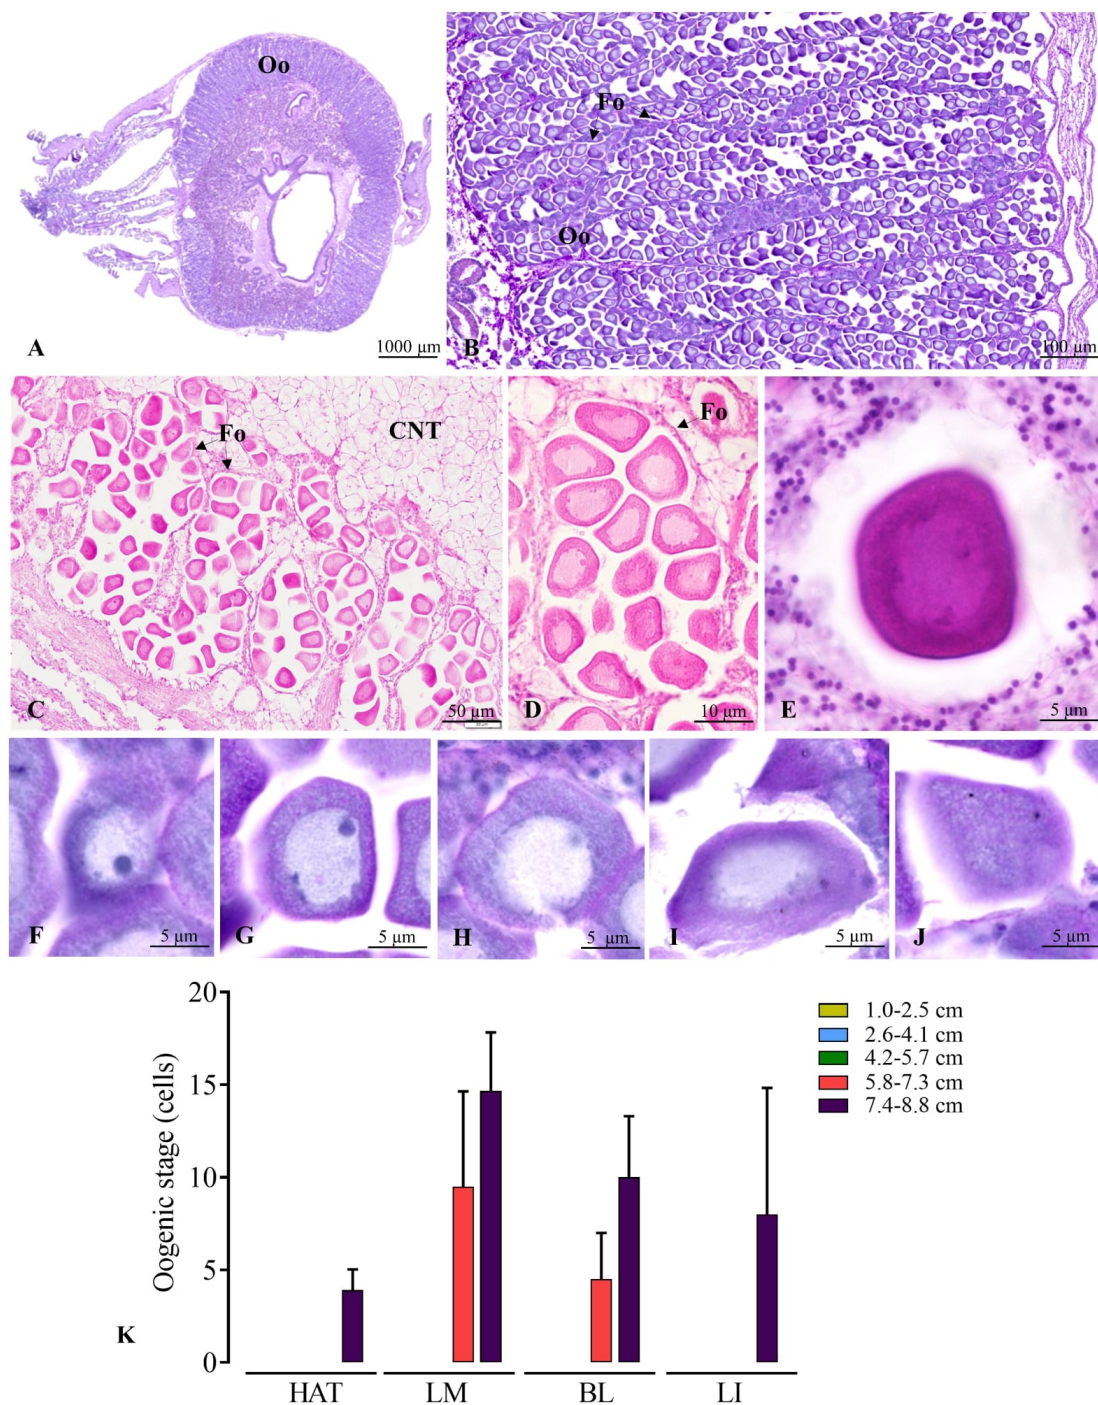 Oo
A
1000 μm
Fo
Oo
B
100 μm
Fo
CNT
C
50 μm
Fo
D
10 μm
E
5 μm
F
5 μm
G
5 μm
H
5 μm
I
5 μm
J
5 μm
K
Oogenic stage (cells)
20
15
10
5
0
HAT
LM
BL
LI
1.0-2.5 cm
2.6-4.1 cm
4.2-5.7 cm
5.8-7.3 cm
7.4-8.8 cm